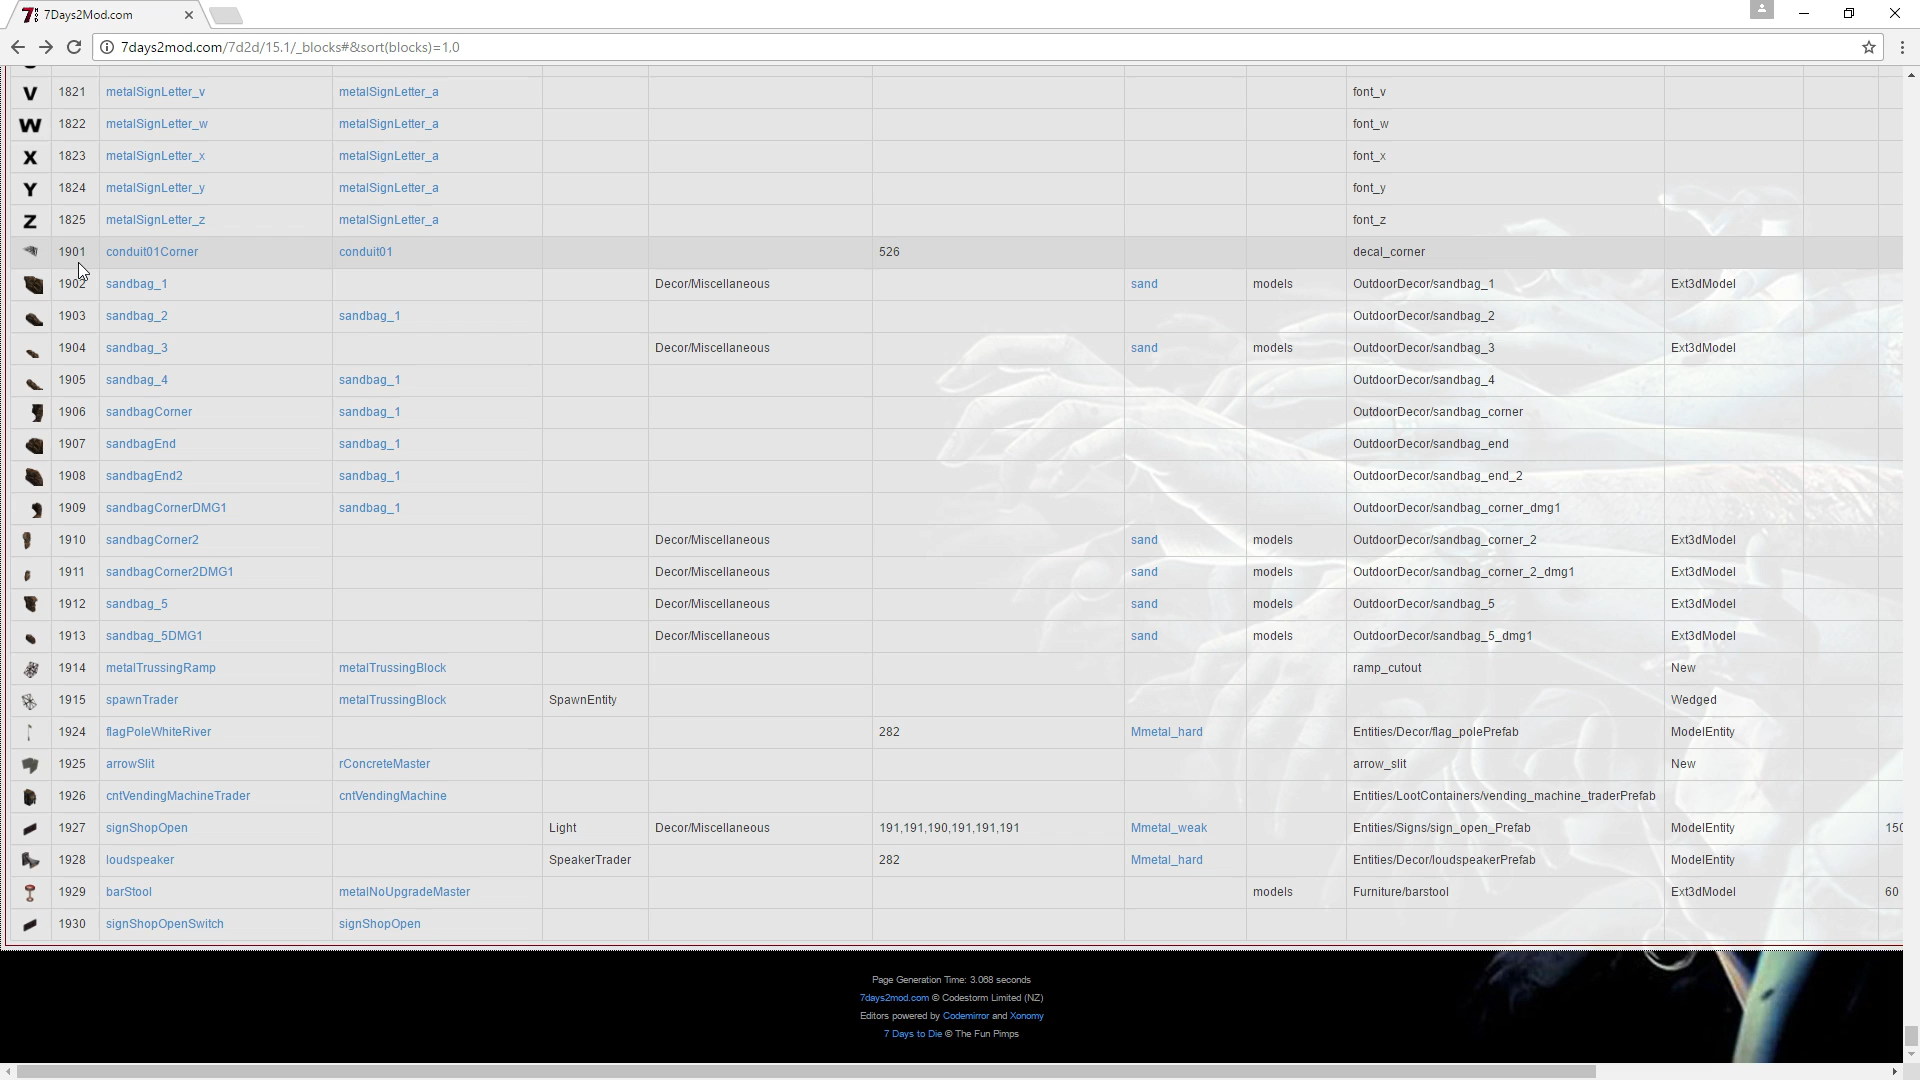 7Days2Mod.com
7days2mod.com/7d2d/15.1/_blocks#&sort(blocks)=1,0
V 1821 metalSignLetter_v metalSignLetter_a font_v
W 1822 metalSignLetter_w metalSignLetter_a font_w
X 1823 metalSignLetter_x metalSignLetter_a font_x
Y 1824 metalSignLetter_y metalSignLetter_a font_y
Z 1825 metalSignLetter_z metalSignLetter_a font_z
1901 conduit01Corner conduit01 526 decal_corner
1902 sandbag_1 Decor/Miscellaneous sand models OutdoorDecor/sandbag_1 Ext3dModel
1903 sandbag_2 sandbag_1 OutdoorDecor/sandbag_2
1904 sandbag_3 Decor/Miscellaneous sand models OutdoorDecor/sandbag_3 Ext3dModel
1905 sandbag_4 sandbag_1 OutdoorDecor/sandbag_4
1906 sandbagCorner sandbag_1 OutdoorDecor/sandbag_corner
1907 sandbagEnd sandbag_1 OutdoorDecor/sandbag_end
1908 sandbagEnd2 sandbag_1 OutdoorDecor/sandbag_end_2
1909 sandbagCornerDMG1 sandbag_1 OutdoorDecor/sandbag_corner_dmg1
1910 sandbagCorner2 Decor/Miscellaneous sand models OutdoorDecor/sandbag_corner_2 Ext3dModel
1911 sandbagCorner2DMG1 Decor/Miscellaneous sand models OutdoorDecor/sandbag_corner_2_dmg1 Ext3dModel
1912 sandbag_5 Decor/Miscellaneous sand models OutdoorDecor/sandbag_5 Ext3dModel
1913 sandbag_5DMG1 Decor/Miscellaneous sand models OutdoorDecor/sandbag_5_dmg1 Ext3dModel
1914 metalTrussingRamp metalTrussingBlock ramp_cutout New
1915 spawnTrader metalTrussingBlock SpawnEntity Wedged
1924 flagPoleWhiteRiver 282 Mmetal_hard Entities/Decor/flag_polePrefab ModelEntity
1925 arrowSlit rConcreteMaster arrow_slit New
1926 cntVendingMachineTrader cntVendingMachine Entities/LootContainers/vending_machine_traderPrefab
1927 signShopOpen Light Decor/Miscellaneous 191,191,190,191,191,191 Mmetal_weak Entities/Signs/sign_open_Prefab ModelEntity 150
1928 loudspeaker SpeakerTrader 282 Mmetal_hard Entities/Decor/loudspeakerPrefab ModelEntity
1929 barStool metalNoUpgradeMaster models Furniture/barstool Ext3dModel 60
1930 signShopOpenSwitch signShopOpen
Page Generation Time: 3.068 seconds
7days2mod.com © Codestorm Limited (NZ)
Editors powered by Codemirror and Xonomy
7 Days to Die © The Fun Pimps